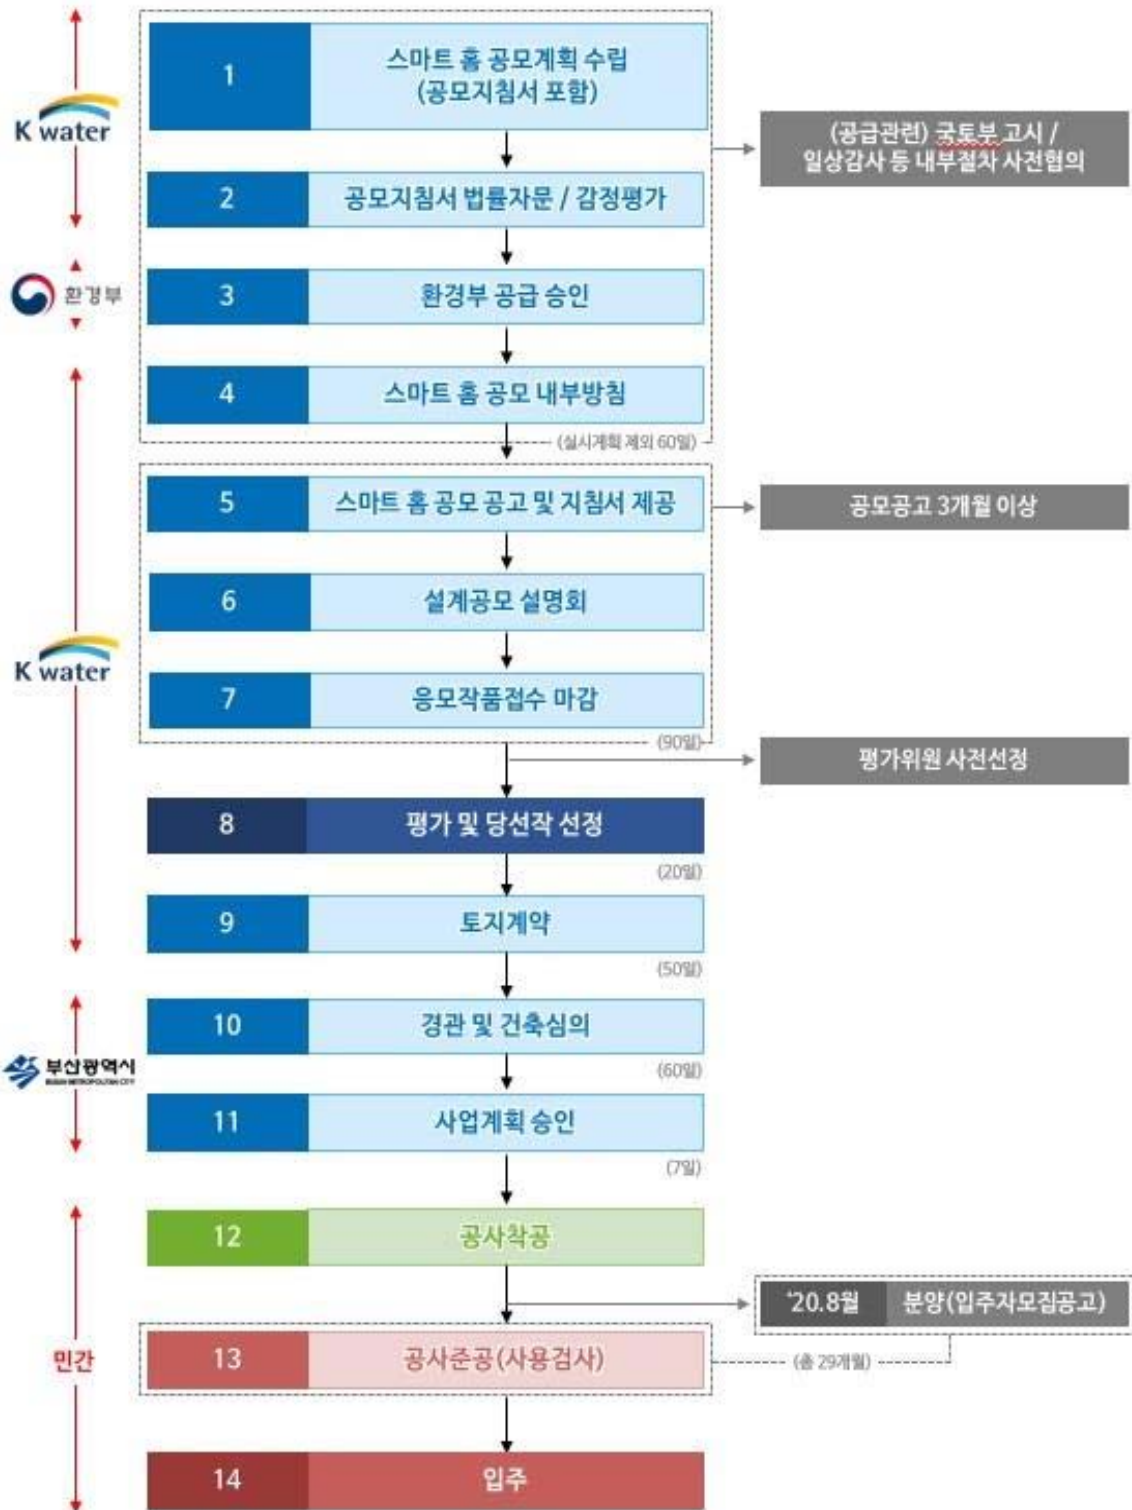 1
스마트 홈 공모계획 수립
(공모지침서 포함)
K water
(공급관련) 국토부 고시 /
일상감사 등 내부절차 사전협의
2
공모지침서 법률자문 / 감정평가
환경부
3
환경부 공급 승인
4
스마트 홈 공모 내부방침
(실시계획 제외 60일)
5
스마트 홈 공모 공고 및 지침서 제공
공모공고 3개월 이상
6
설계공모 설명회
K water
7
응모작품접수 마감
(90일)
평가위원 사전선정
8
평가 및 당선작 선정
(20일)
9
토지계약
(50일)
10
경관 및 건축심의
부산광역시
BUSAN METROPOLITAN CITY
(60일)
11
사업계획 승인
(7일)
12
공사착공
'20.8월
분양(입주자모집공고)
민간
13
공사준공(사용검사)
(총 29개월)
14
입주